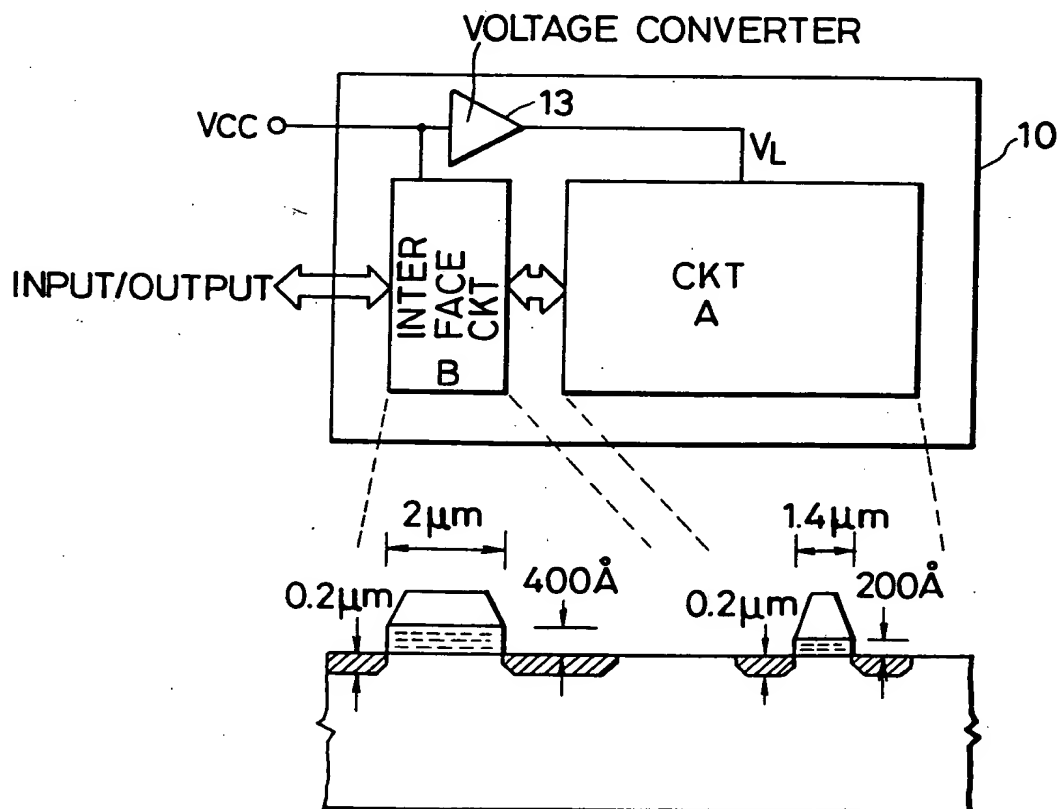 VOLTAGE CONVERTER
13
VCC
VL
10
INPUT/OUTPUT
INTER
FACE
CKT
B
CKT
A
2μm
1.4μm
400Å
200Å
0.2μm
0.2μm